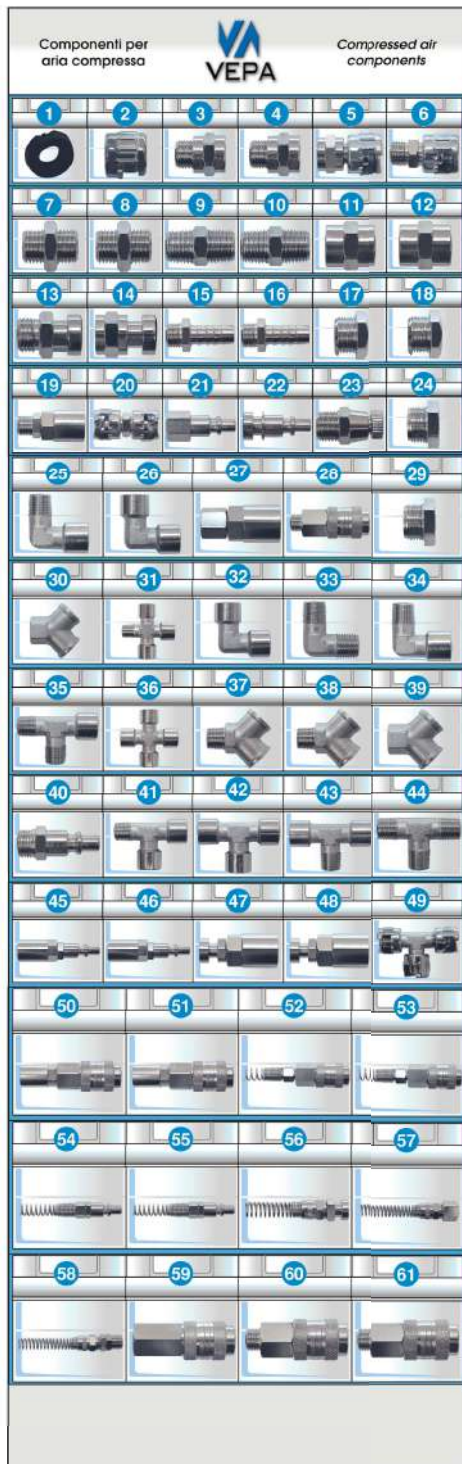 Componenti per
aria compressa
VEPA
Compressed air
components
1 2 3 4 5 6
7 8 9 10 11 12
13 14 15 16 17 18
19 20 21 22 23 24
25 26 27 28 29
30 31 32 33 34
35 36 37 38 39
40 41 42 43 44
45 46 47 48 49
50 51 52 53
54 55 56 57
58 59 60 61